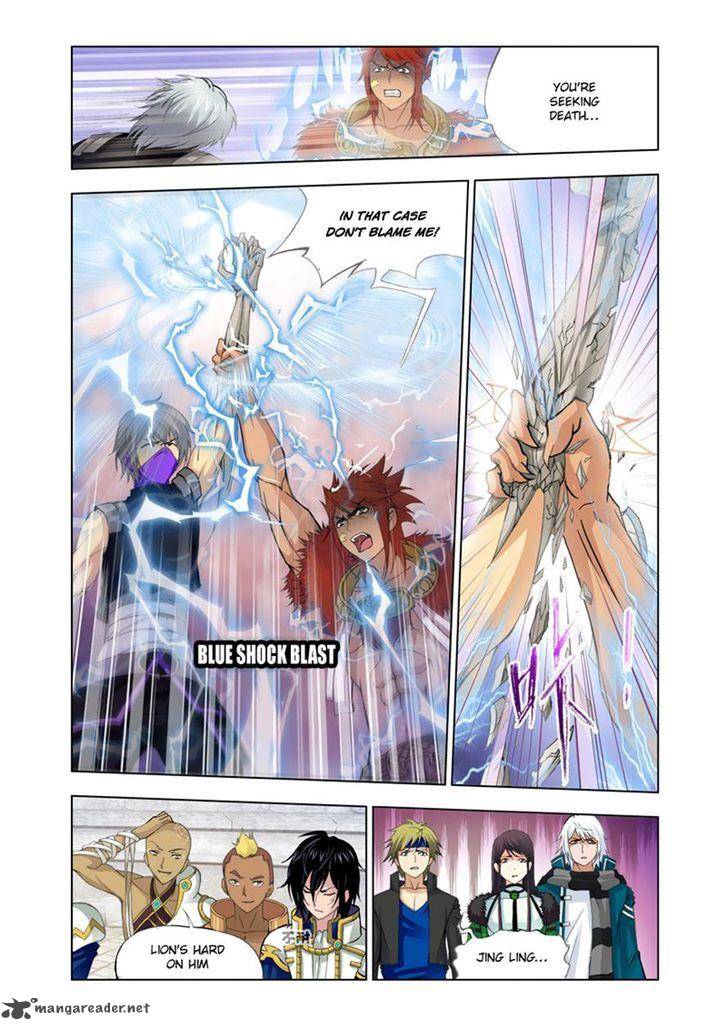 YOU'RE
SEEKING
DEATH...
IN THAT CASE
DON'T BLAME ME!
BLUE SHOCK BLAST
LION'S HARD
ON HIM
JING LING...
mangareader.net